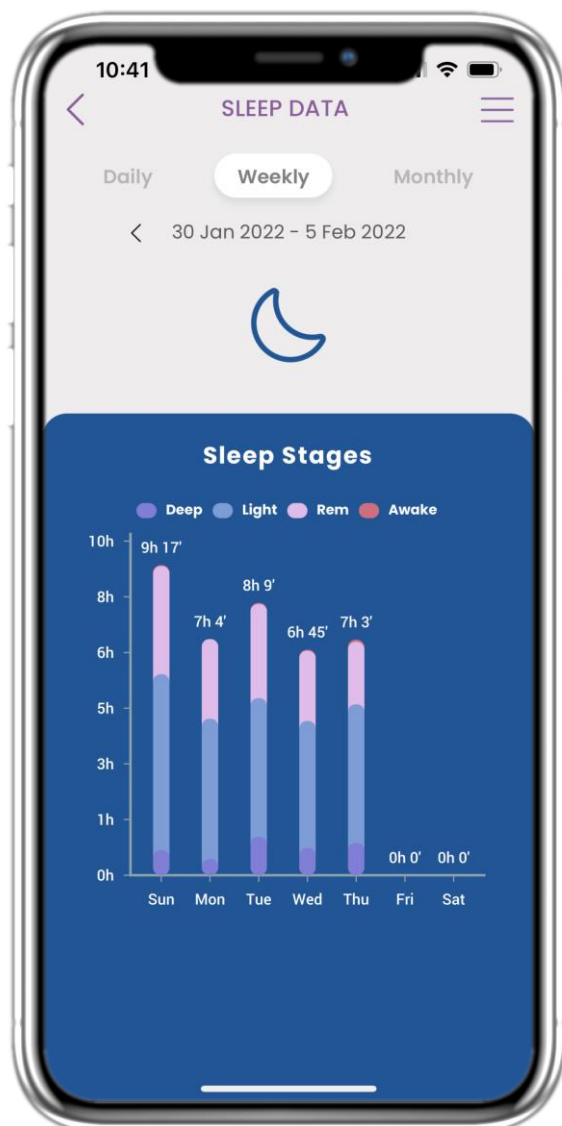 10:41
SLEEP DATA
Daily Weekly Monthly
30 Jan 2022 - 5 Feb 2022
Sleep Stages
Deep Light Rem Awake
10h
9h 17'
8h 9'
8h
7h 4'
6h 45'
7h 3'
6h
5h
3h
1h
0h 0' 0h 0'
0h
Sun Mon Tue Wed Thu Fri Sat